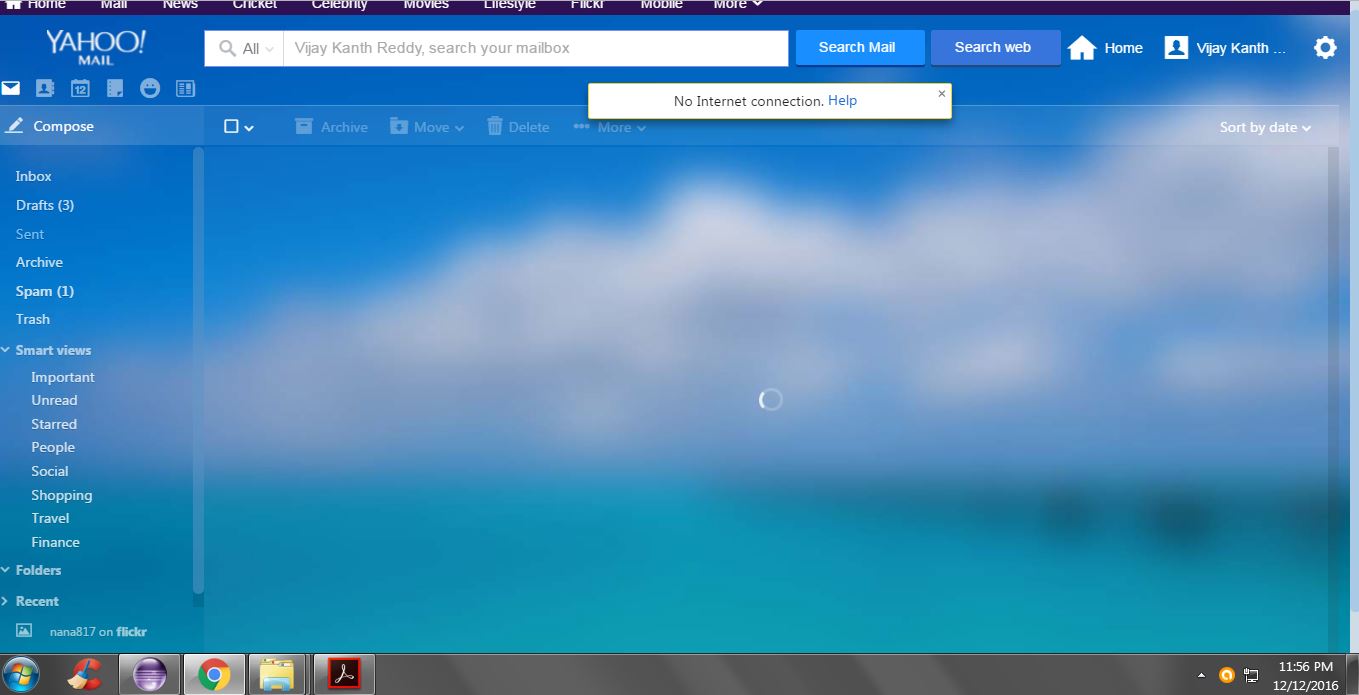 Home Mail News Cricket Celebrity Movies Lifestyle Flickr Mobile More
YAHOO!
MAIL
All
Vijay Kanth Reddy, search your mailbox
Search Mail
Search web
Home
Vijay Kanth ...
12
No Internet connection. Help
×
Compose
Archive
Move
Delete
More
Sort by date
Inbox
Drafts (3)
Sent
Archive
Spam (1)
Trash
Smart views
Important
Unread
Starred
People
Social
Shopping
Travel
Finance
Folders
Recent
nana817 on flickr
11:56 PM
12/12/2016